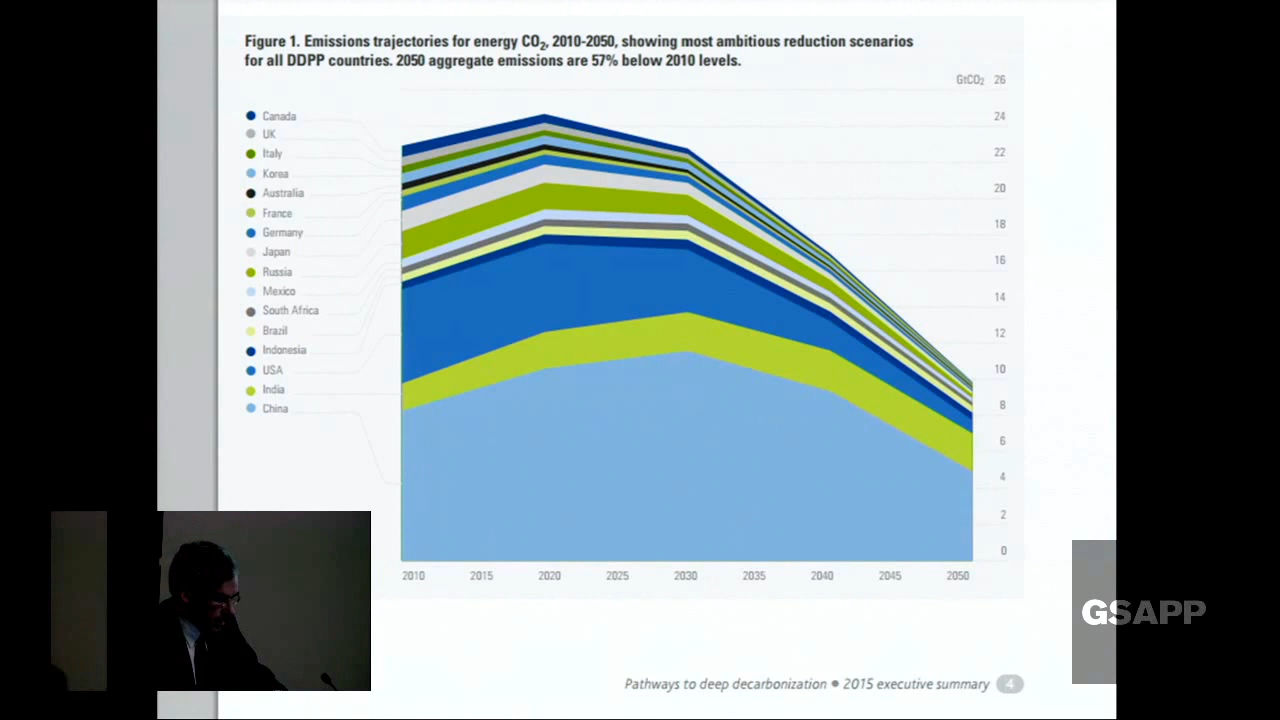 Figure 1. Emissions trajectories for energy CO₂, 2010-2050, showing most ambitious reduction scenarios
for all DDPP countries. 2050 aggregate emissions are 57% below 2010 levels.
GtCO₂ 26
Canada
UK
Italy
Korea
Australia
France
Germany
Japan
Russia
Mexico
South Africa
Brazil
Indonesia
USA
India
China
24
22
20
18
16
14
12
10
8
6
4
2
0
2010 2015 2020 2025 2030 2035 2040 2045 2050
GSAPP
Pathways to deep decarbonization • 2015 executive summary 4